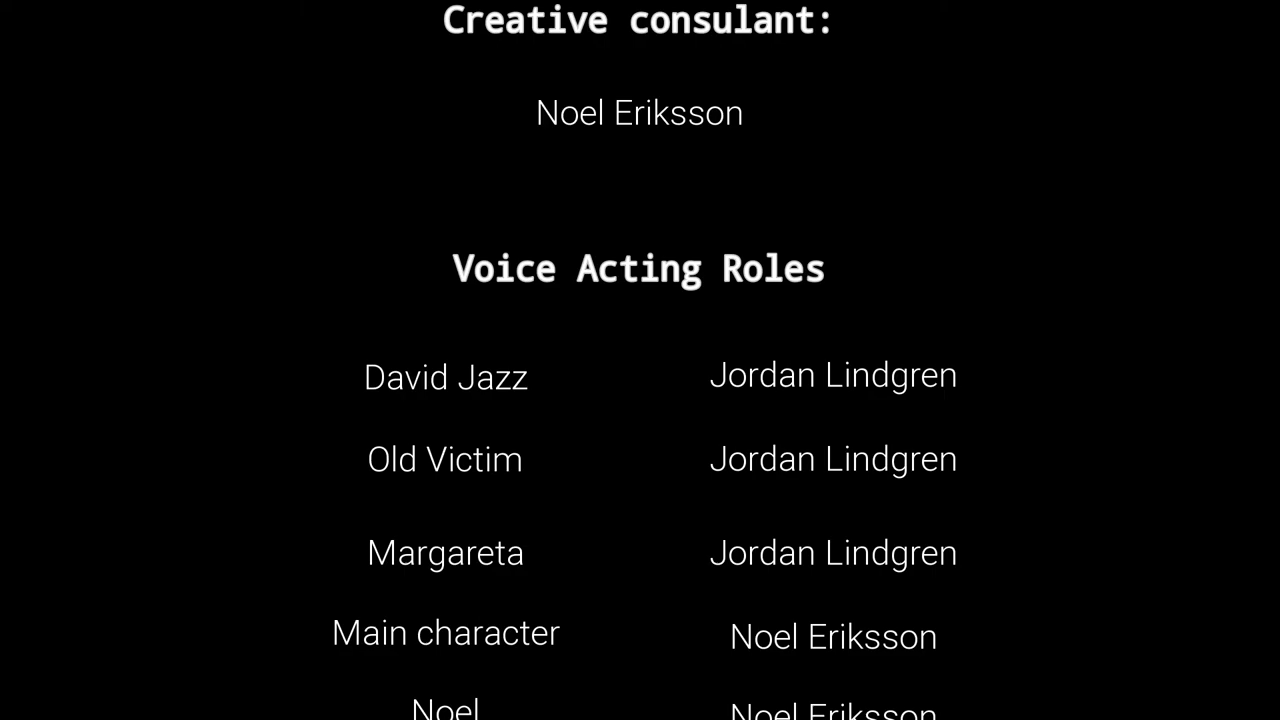 Creative consulant:
Noel Eriksson
Voice Acting Roles
David Jazz Jordan Lindgren
Old Victim Jordan Lindgren
Margareta Jordan Lindgren
Main character Noel Eriksson
Noel Noel Eriksson